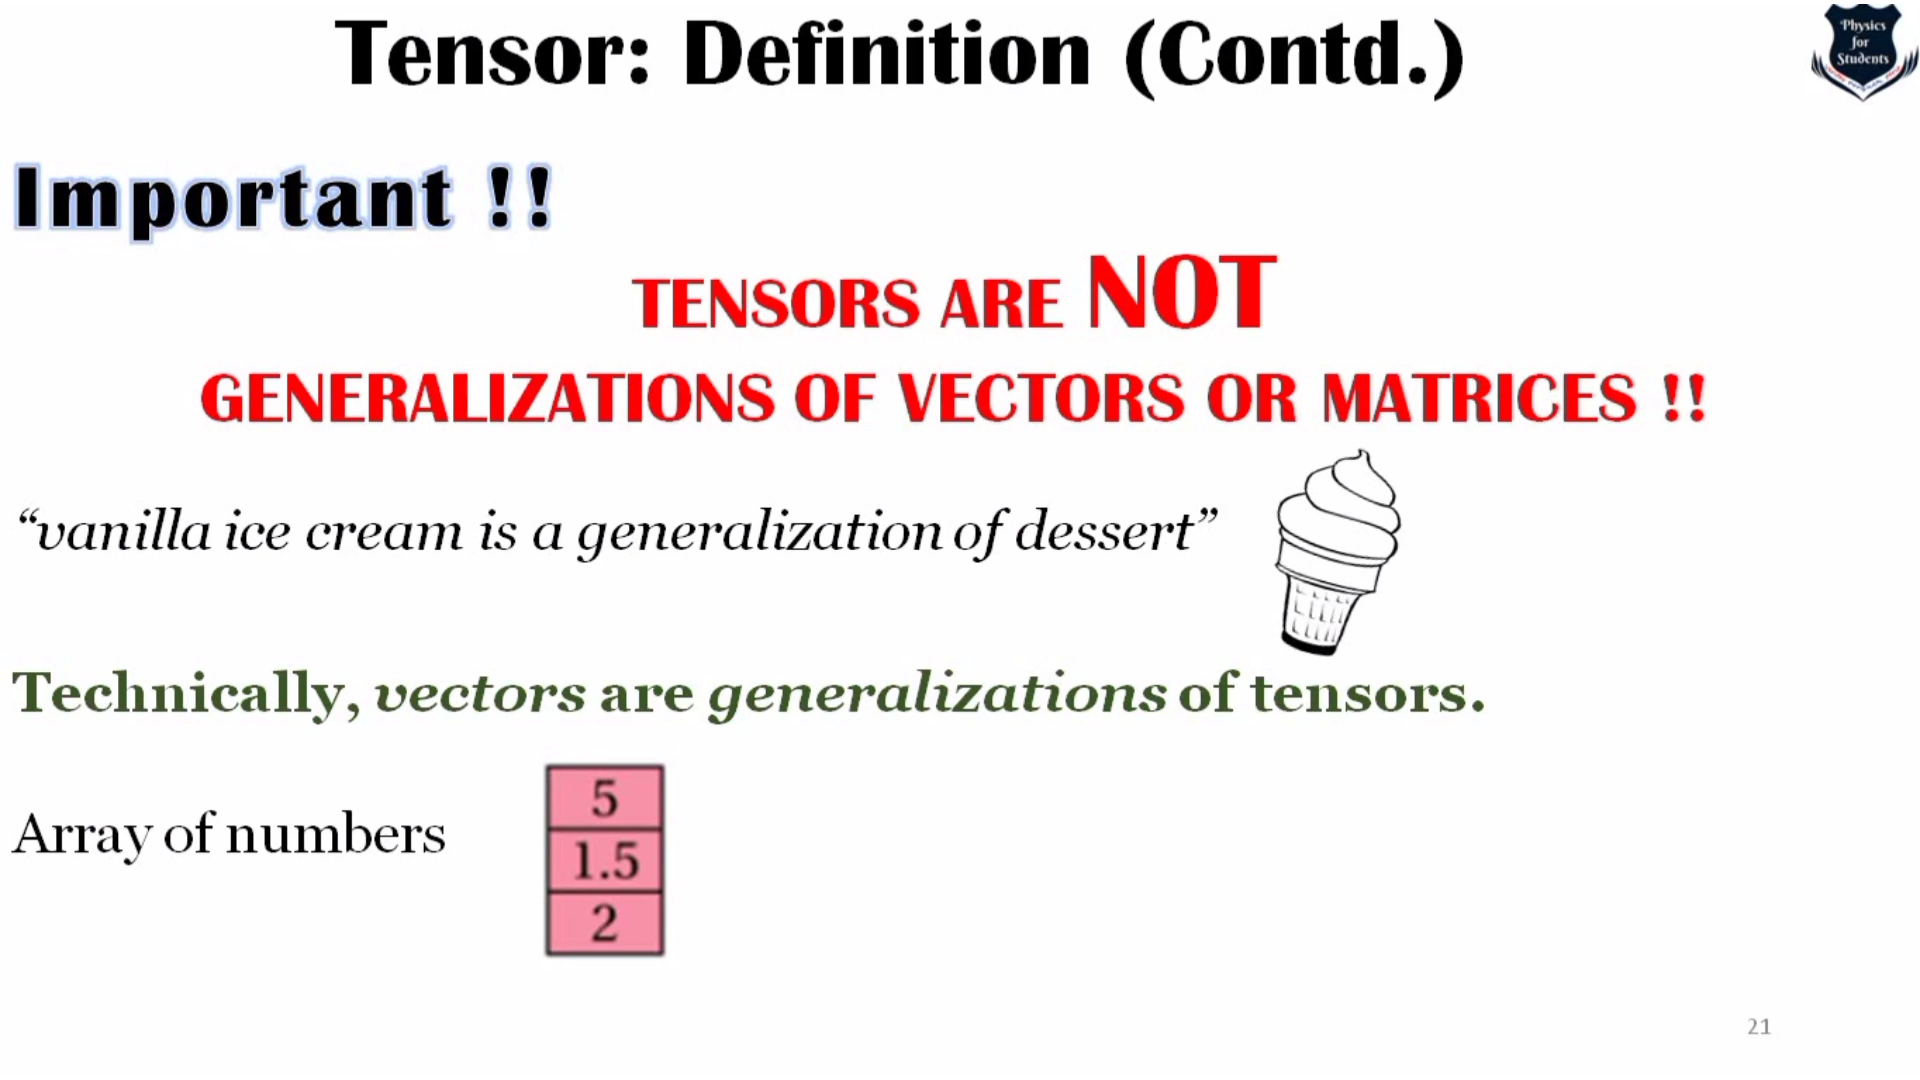 Tensor: Definition (Contd.)
Physics
for
Students
Important !!
TENSORS ARE NOT
GENERALIZATIONS OF VECTORS OR MATRICES !!
“vanilla ice cream is a generalization of dessert”
Technically, vectors are generalizations of tensors.
Array of numbers
5
1.5
2
21